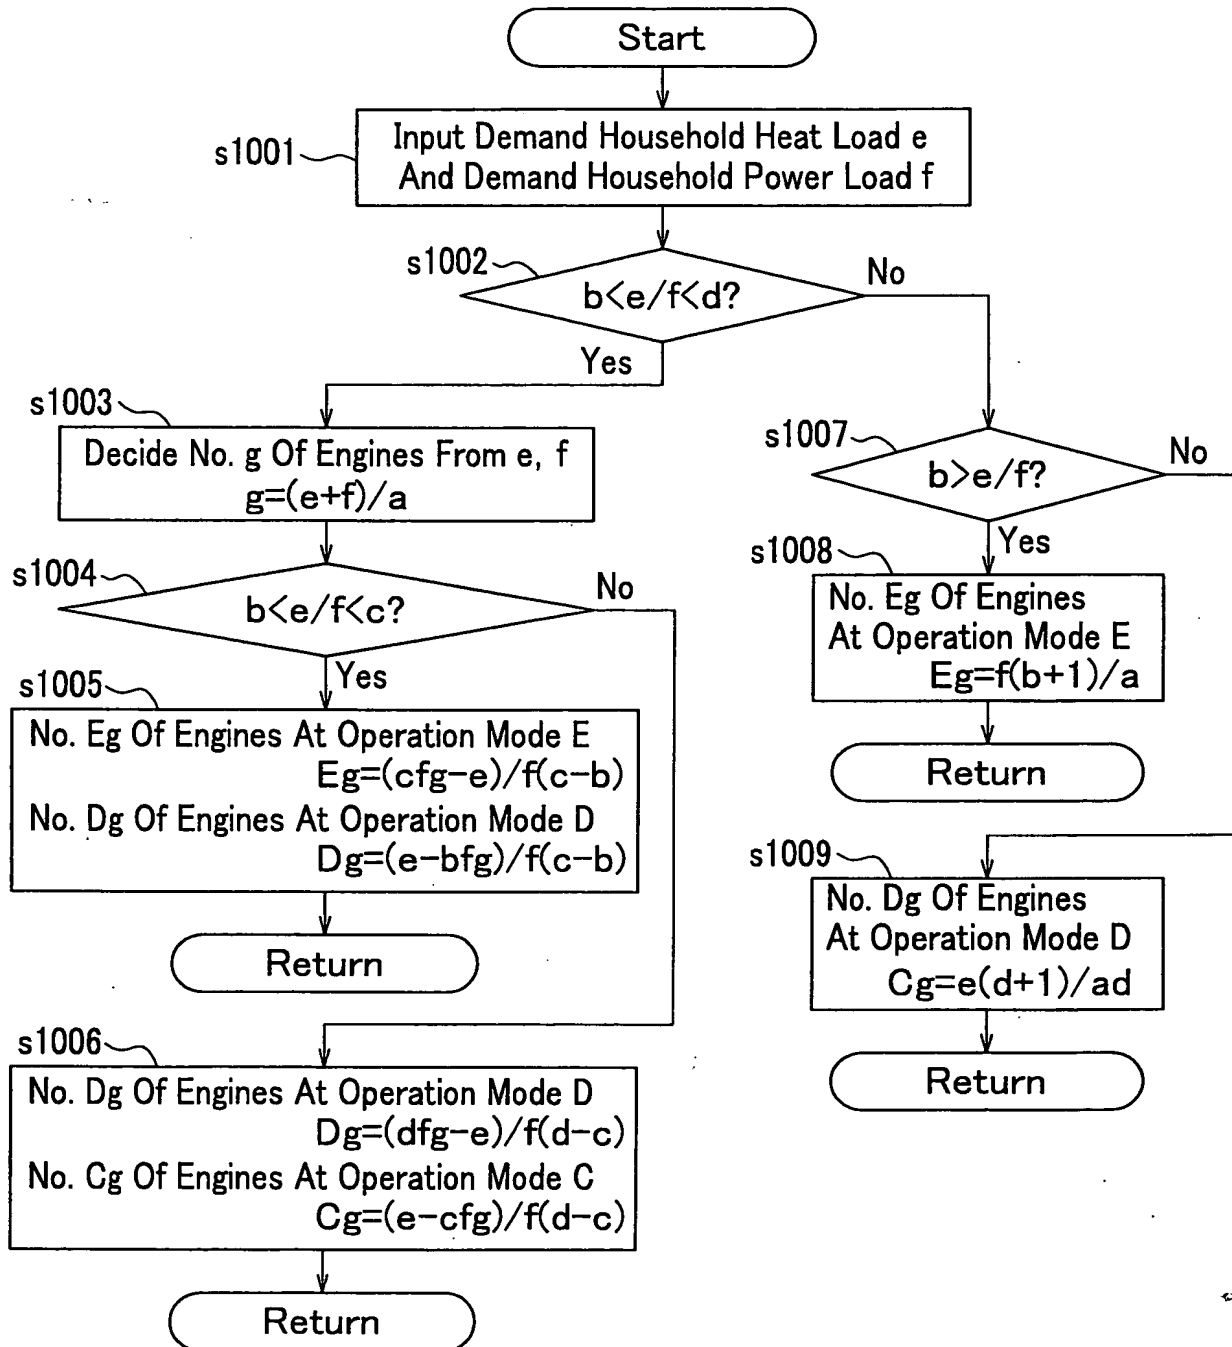 Start
s1001
Input Demand Household Heat Load e
And Demand Household Power Load f
s1002
b<e/f<d?
No
Yes
s1003
Decide No. g Of Engines From e, f
g=(e+f)/a
s1004
b<e/f<c?
No
Yes
s1005
No. Eg Of Engines At Operation Mode E
Eg=(cfg-e)/f(c-b)
No. Dg Of Engines At Operation Mode D
Dg=(e-bfg)/f(c-b)
Return
s1006
No. Dg Of Engines At Operation Mode D
Dg=(dfg-e)/f(d-c)
No. Cg Of Engines At Operation Mode C
Cg=(e-cfg)/f(d-c)
Return
s1007
b>e/f?
No
Yes
s1008
No. Eg Of Engines
At Operation Mode E
Eg=f(b+1)/a
Return
s1009
No. Dg Of Engines
At Operation Mode D
Cg=e(d+1)/ad
Return